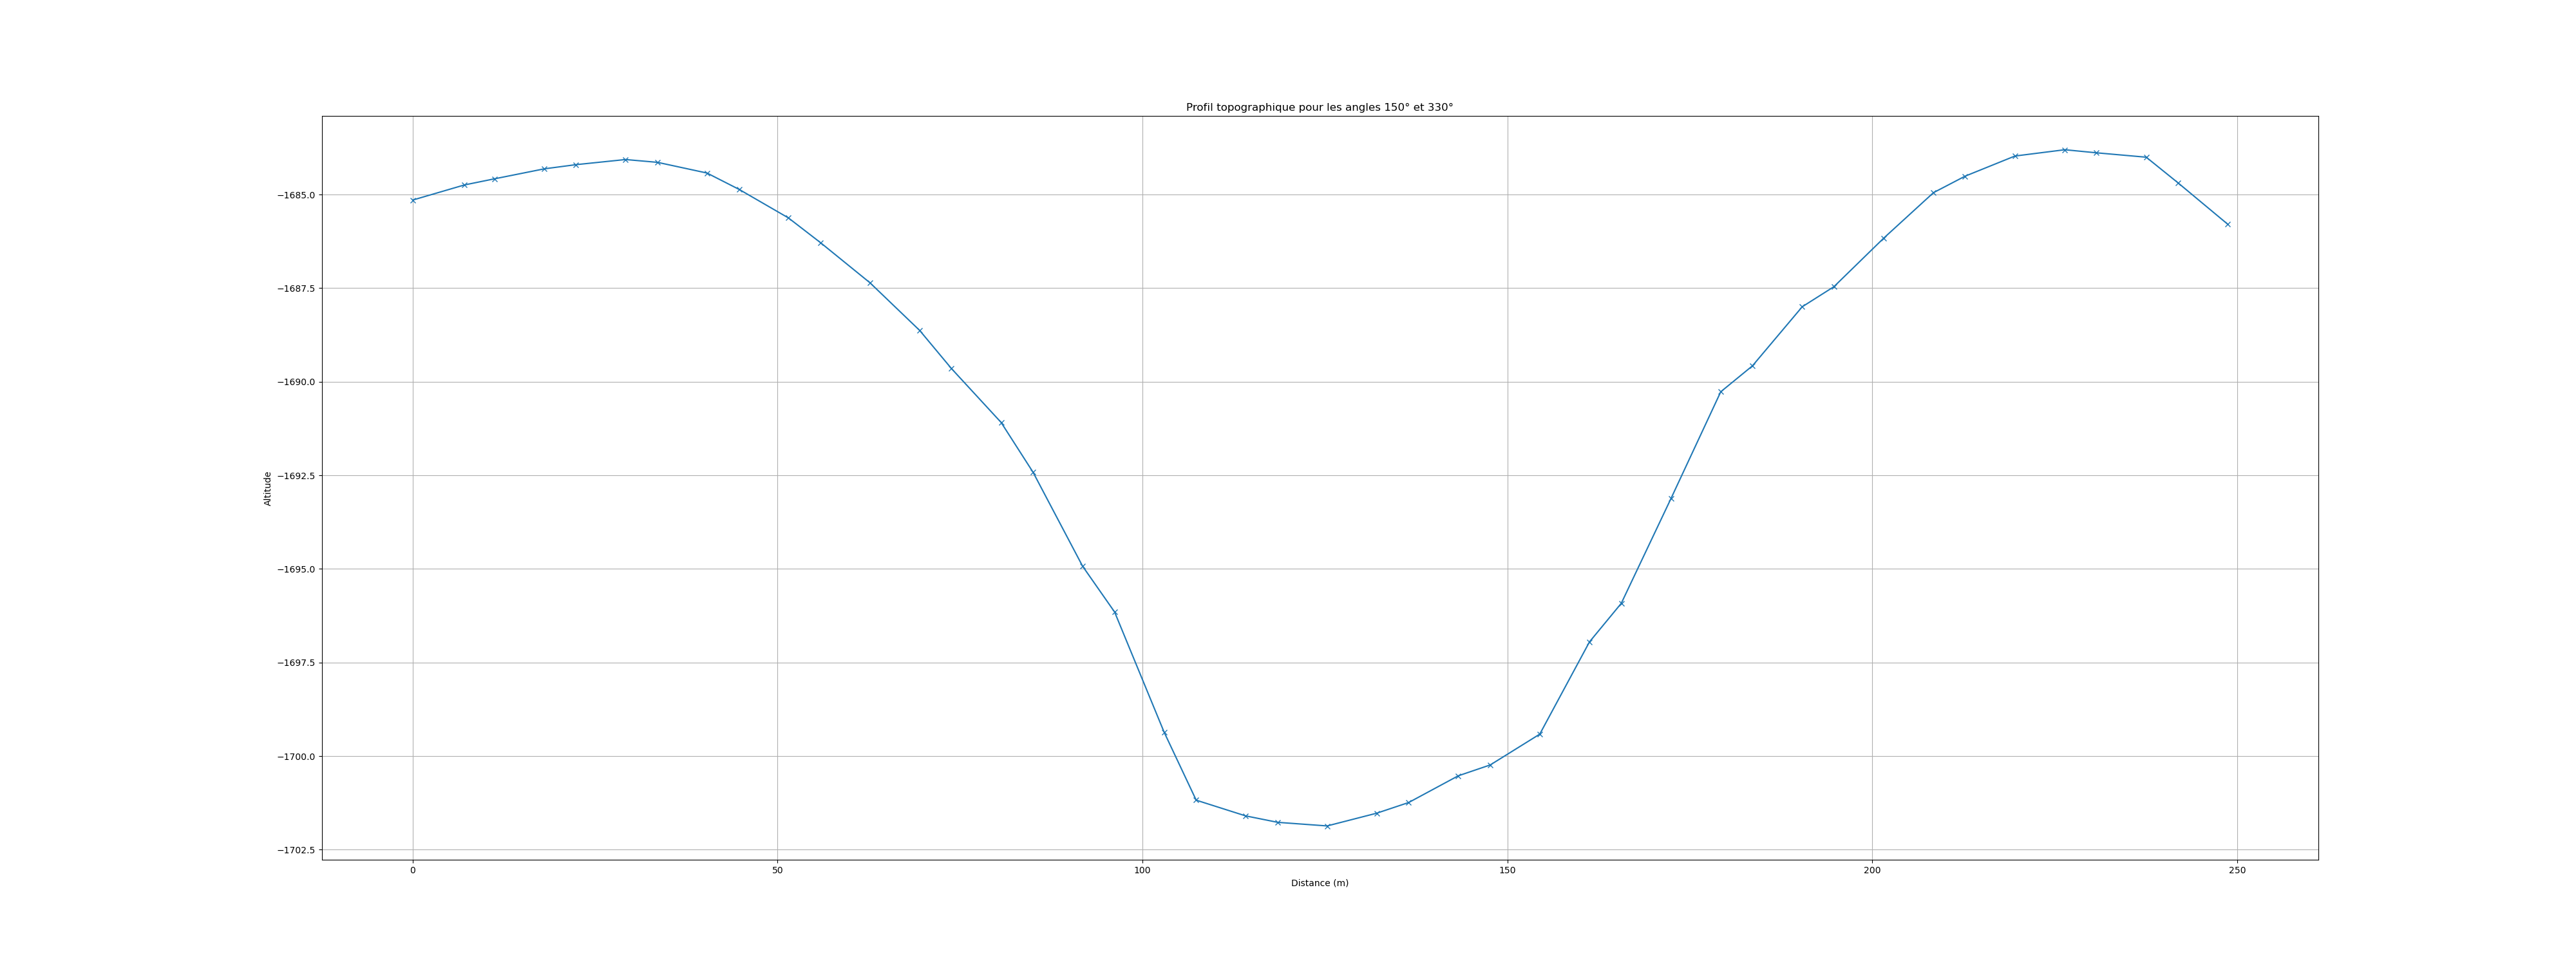 Profil topographique pour les angles 150° et 330°
−1685.0
−1687.5
−1690.0
−1692.5
−1695.0
−1697.5
−1700.0
−1702.5
Altitude
0 50 100 150 200 250
Distance (m)